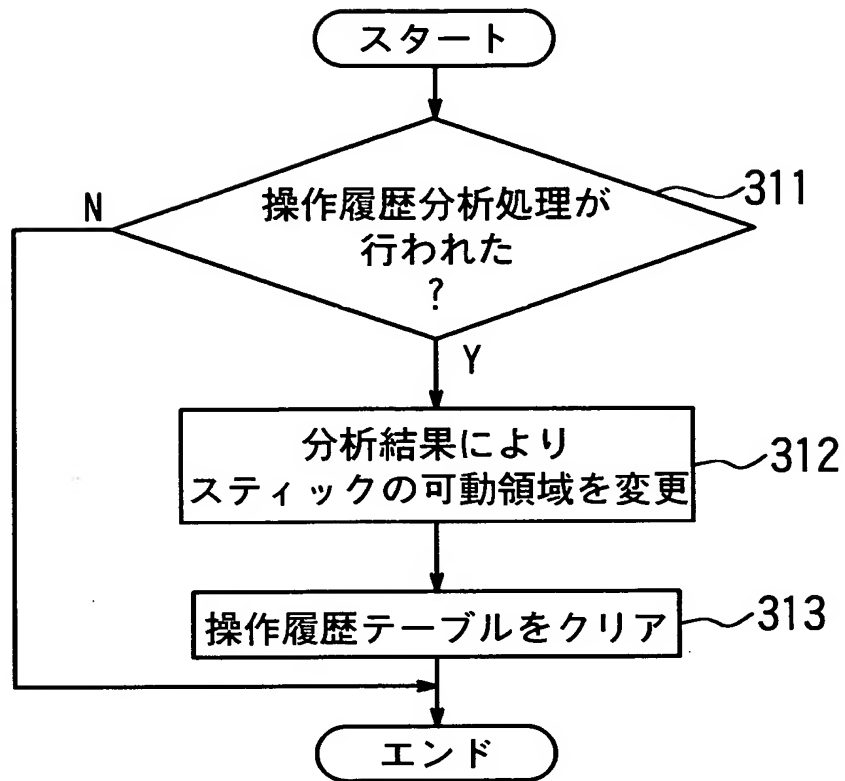 スタート
N
操作履歴分析処理が
行われた
?
311
Y
分析結果により
スティックの可動領域を変更
312
操作履歴テーブルをクリア
313
エンド